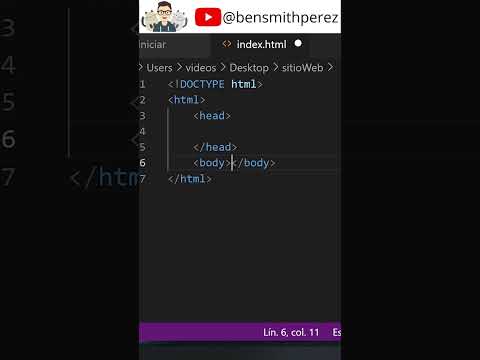 @bensmithperez
Iniciar <> index.html
Users > videos > Desktop > sitioWeb >
1 <!DOCTYPE html>
2 <html>
3 <head>
4
5 </head>
6 <body></body>
7 </html>
Lín. 6, col. 11 Es
3
4
5
6
7 </htm